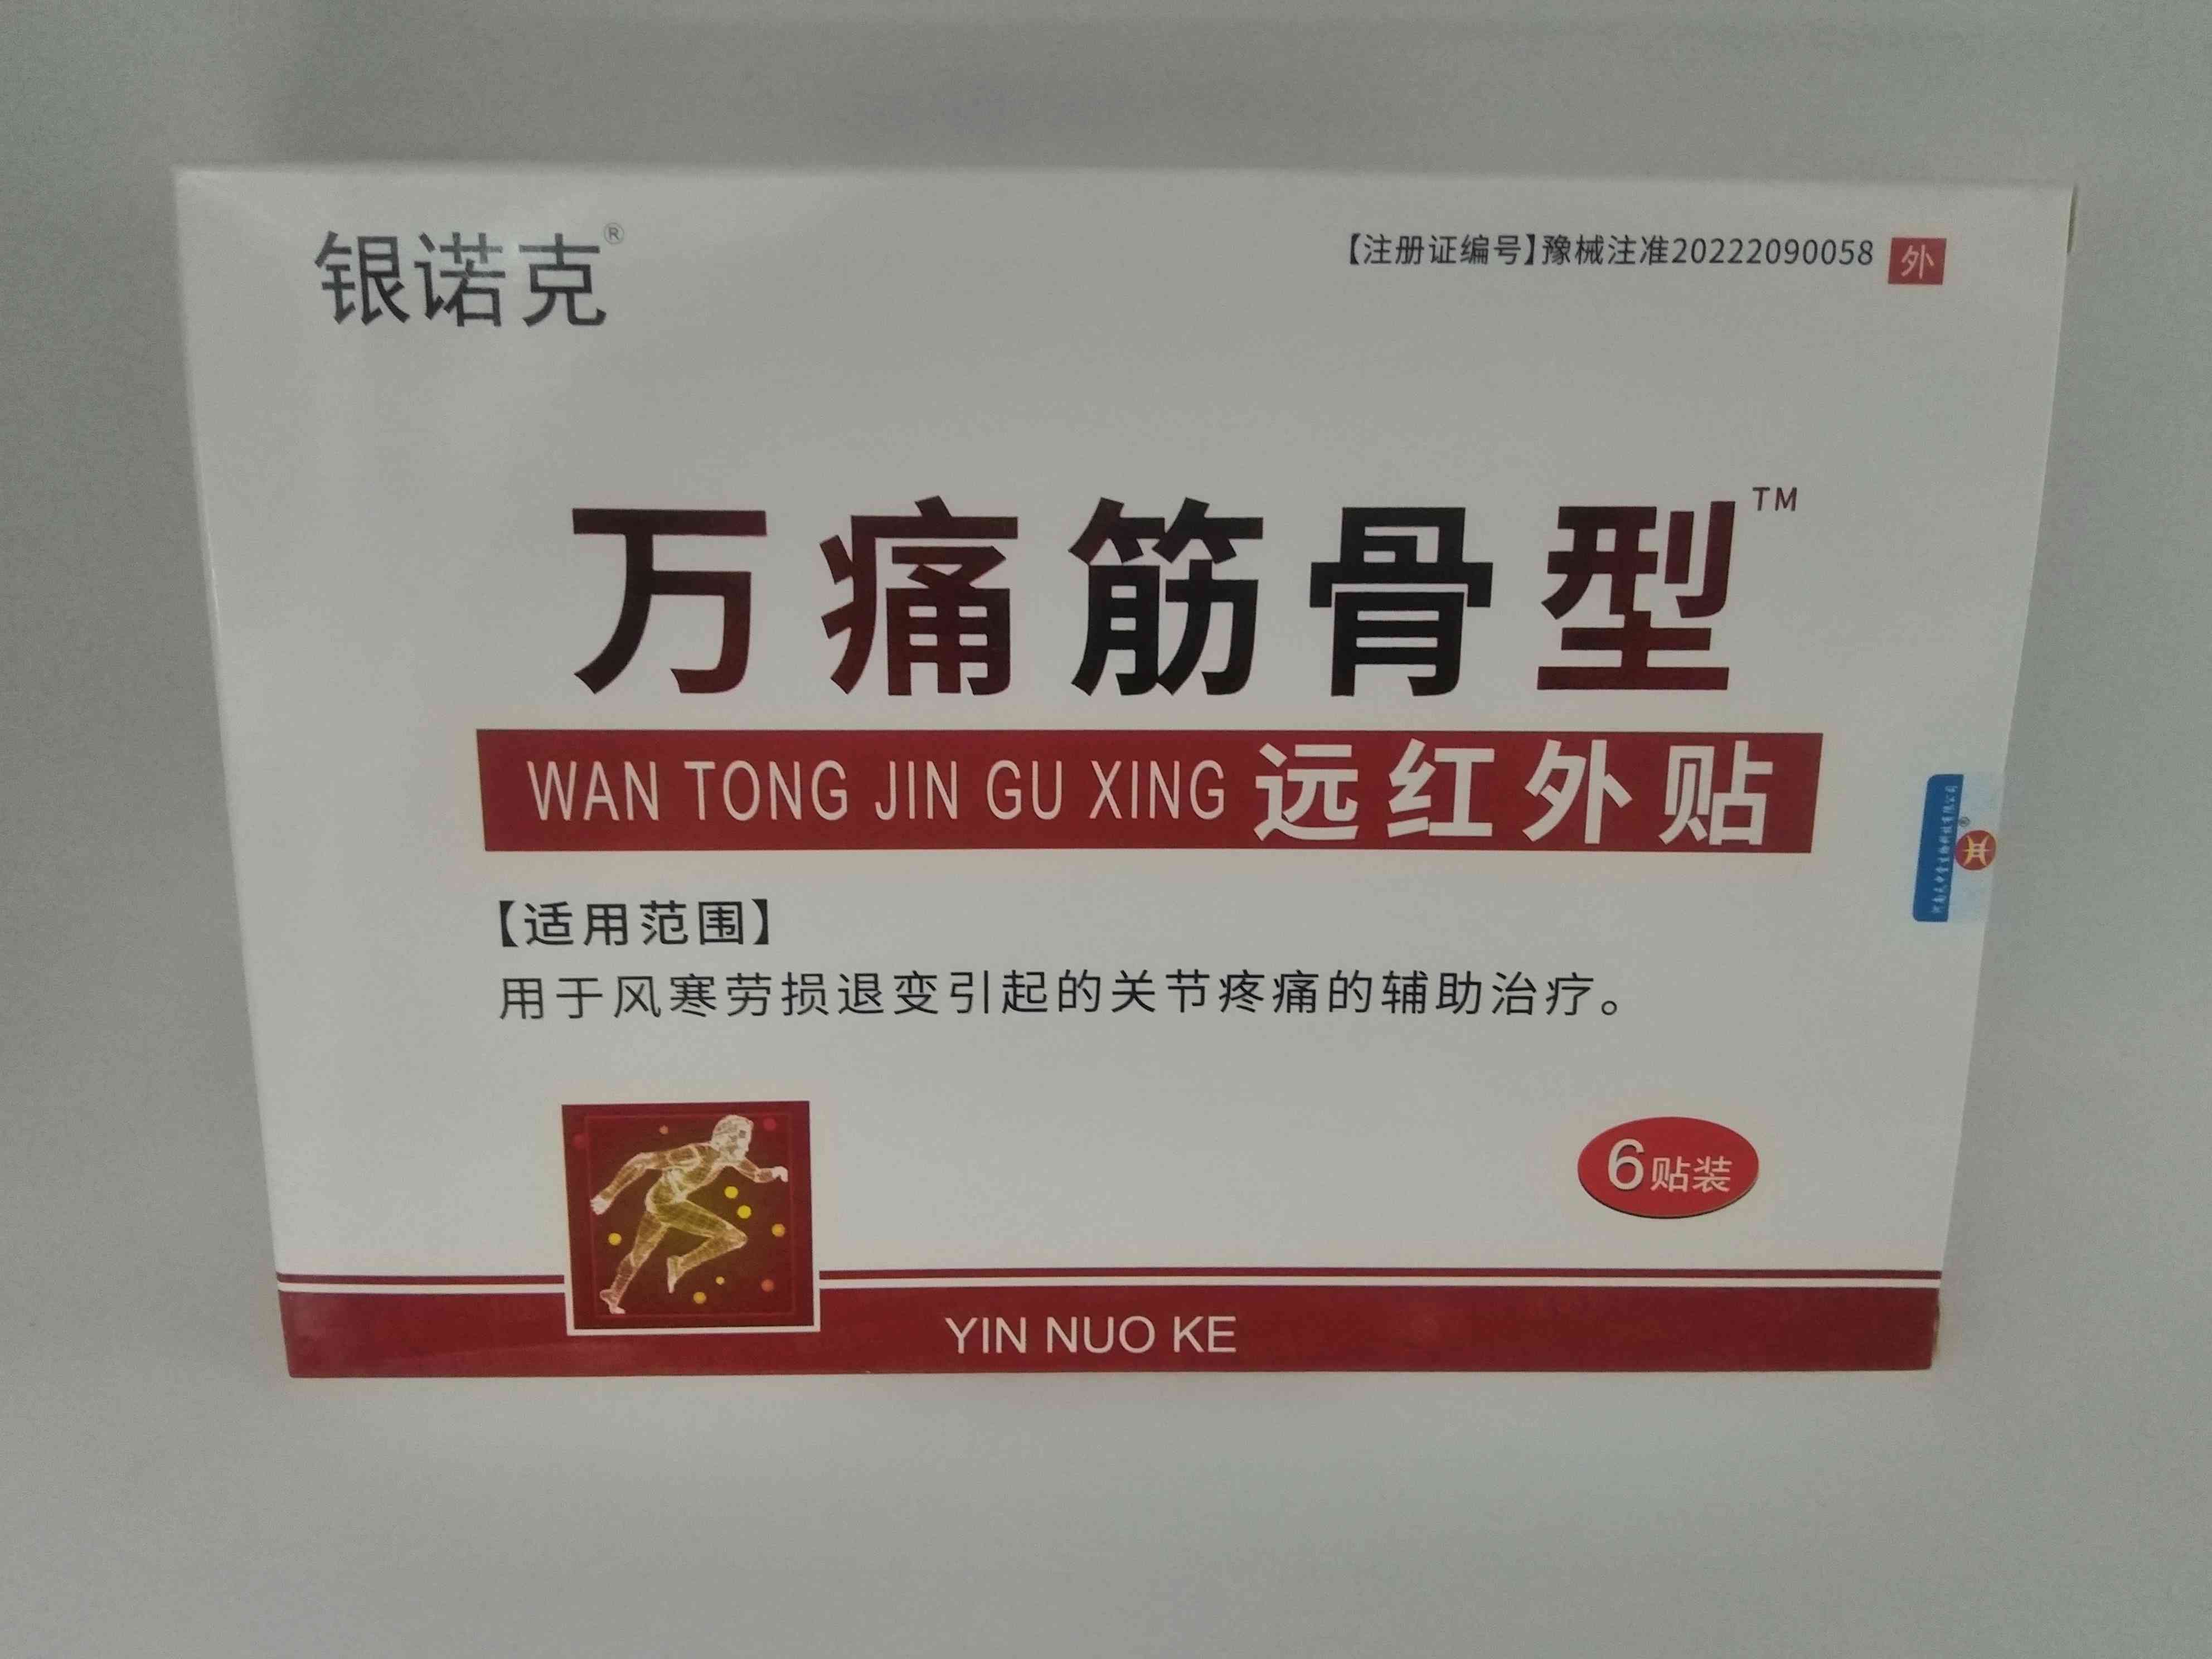 银诺克®
【注册证编号】豫械注准20222090058 外
万痛筋骨型™
WAN TONG JIN GU XING 远红外贴
【适用范围】
用于风寒劳损退变引起的关节疼痛的辅助治疗。
6贴装
YIN NUO KE